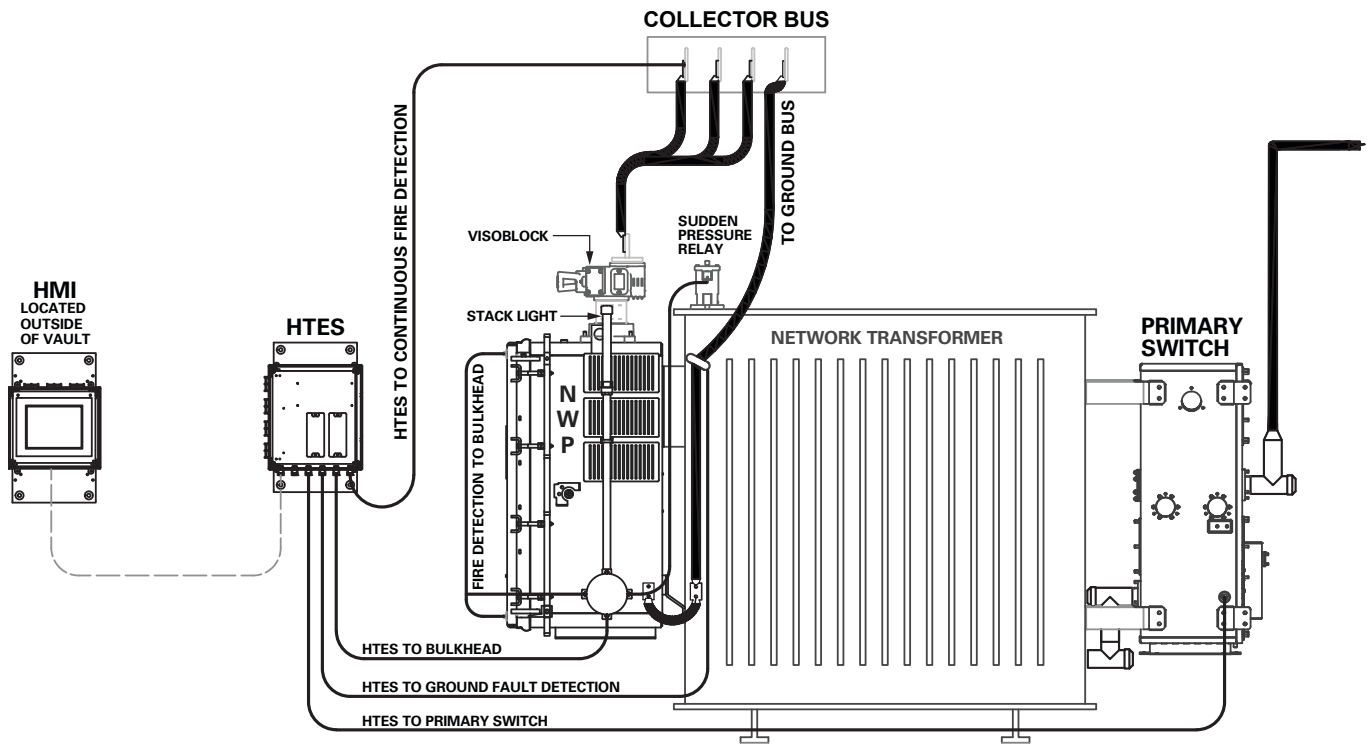 COLLECTOR BUS
HTES TO CONTINUOUS FIRE DETECTION
TO GROUND BUS
SUDDEN
PRESSURE
RELAY
VISOBLOCK
HMI
LOCATED
OUTSIDE
OF VAULT
HTES
STACK LIGHT
NETWORK TRANSFORMER
PRIMARY
SWITCH
N
W
P
FIRE DETECTION TO BULKHEAD
HTES TO BULKHEAD
HTES TO GROUND FAULT DETECTION
HTES TO PRIMARY SWITCH